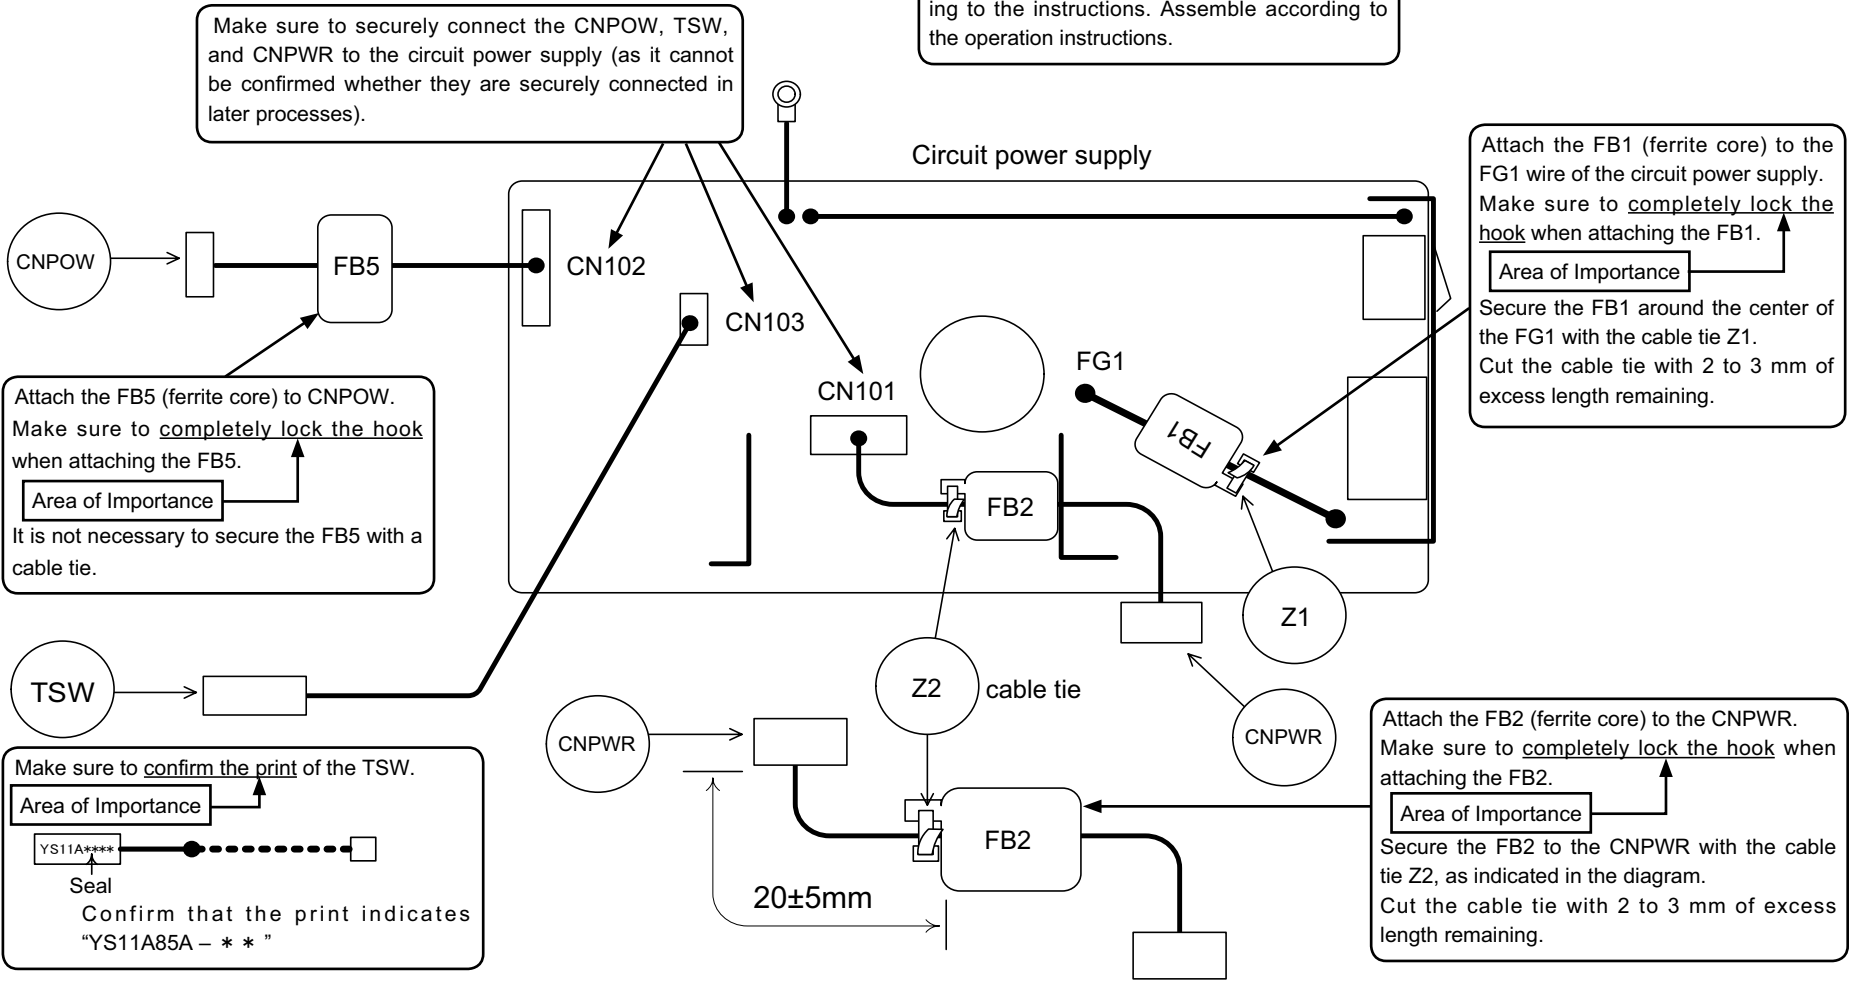 ing to the instructions. Assemble according to
the operation instructions.
Make sure to securely connect the CNPOW, TSW,
and CNPWR to the circuit power supply (as it cannot
be confirmed whether they are securely connected in
later processes).
Circuit power supply
Attach the FB1 (ferrite core) to the
FG1 wire of the circuit power supply.
Make sure to completely lock the
hook when attaching the FB1.
Area of Importance
Secure the FB1 around the center of
the FG1 with the cable tie Z1.
Cut the cable tie with 2 to 3 mm of
excess length remaining.
CNPOW
FB5
CN102
CN103
CN101
FG1
FB1
FB2
Attach the FB5 (ferrite core) to CNPOW.
Make sure to completely lock the hook
when attaching the FB5.
Area of Importance
It is not necessary to secure the FB5 with a
cable tie.
Z1
TSW
Z2
cable tie
CNPWR
CNPWR
Make sure to confirm the print of the TSW.
Area of Importance
YS11A****
Seal
Confirm that the print indicates
“YS11A85A – * * ”
FB2
20±5mm
Attach the FB2 (ferrite core) to the CNPWR.
Make sure to completely lock the hook when
attaching the FB2.
Area of Importance
Secure the FB2 to the CNPWR with the cable
tie Z2, as indicated in the diagram.
Cut the cable tie with 2 to 3 mm of excess
length remaining.